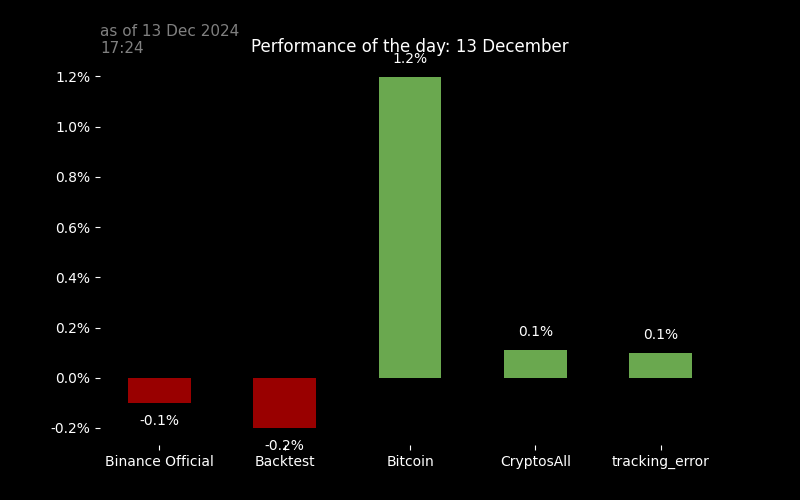 as of 13 Dec 2024
17:24
Performance of the day: 13 December
1.2%
1.2%
1.0%
0.8%
0.6%
0.4%
0.2%
0.1%
0.1%
0.0%
-0.2%
-0.1%
-0.2%
Binance Official
Backtest
Bitcoin
CryptosAll
tracking_error